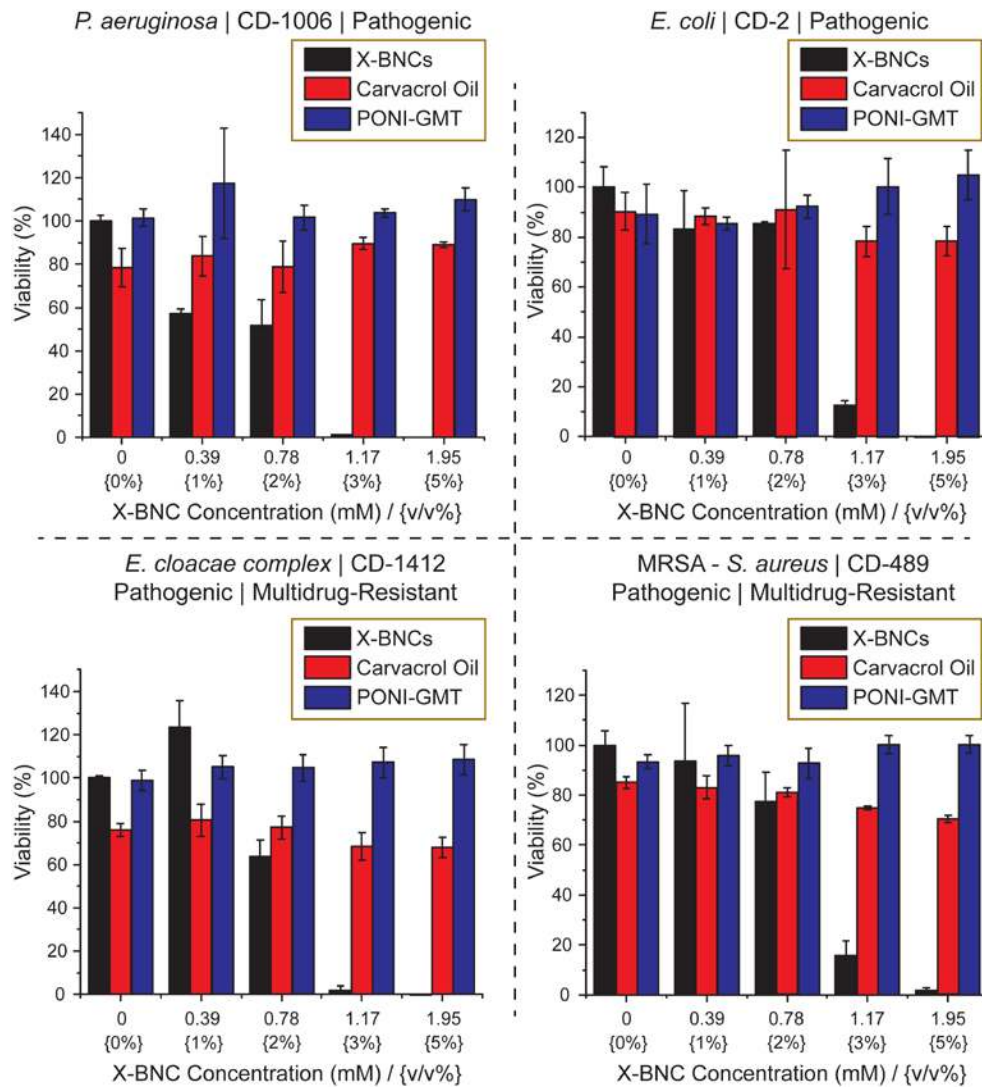 P. aeruginosa | CD-1006 | Pathogenic
X-BNCs
Carvacrol Oil
PONI-GMT
Viability (%)
140
120
100
80
60
40
20
0
0 0.39 0.78 1.17 1.95
{0%} {1%} {2%} {3%} {5%}
X-BNC Concentration (mM) / {v/v%}
E. coli | CD-2 | Pathogenic
X-BNCs
Carvacrol Oil
PONI-GMT
Viability (%)
120
100
80
60
40
20
0
0 0.39 0.78 1.17 1.95
{0%} {1%} {2%} {3%} {5%}
X-BNC Concentration (mM) / {v/v%}
E. cloacae complex | CD-1412
Pathogenic | Multidrug-Resistant
X-BNCs
Carvacrol Oil
PONI-GMT
Viability (%)
140
120
100
80
60
40
20
0
0 0.39 0.78 1.17 1.95
{0%} {1%} {2%} {3%} {5%}
X-BNC Concentration (mM) / {v/v%}
MRSA - S. aureus | CD-489
Pathogenic | Multidrug-Resistant
X-BNCs
Carvacrol Oil
PONI-GMT
Viability (%)
120
100
80
60
40
20
0
0 0.39 0.78 1.17 1.95
{0%} {1%} {2%} {3%} {5%}
X-BNC Concentration (mM) / {v/v%}